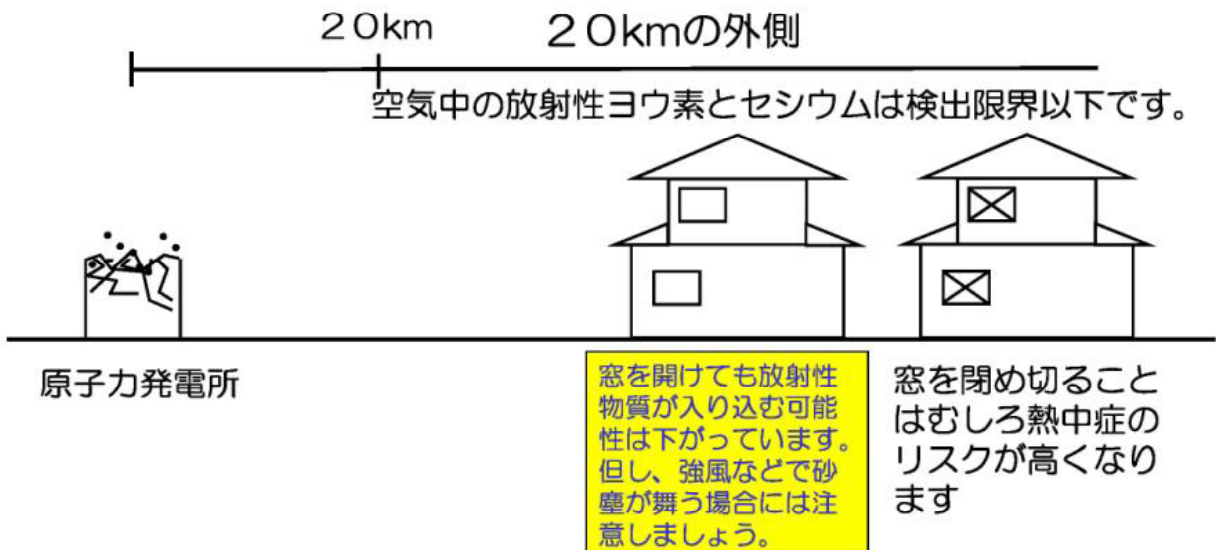 20km
20kmの外側
空気中の放射性ヨウ素とセシウムは検出限界以下です。
原子力発電所
窓を開けても放射性
物質が入り込む可能
性は下がっています。
但し、強風などで砂
塵が舞う場合には注
意しましょう。
窓を閉め切ること
はむしろ熱中症の
リスクが高くなり
ます